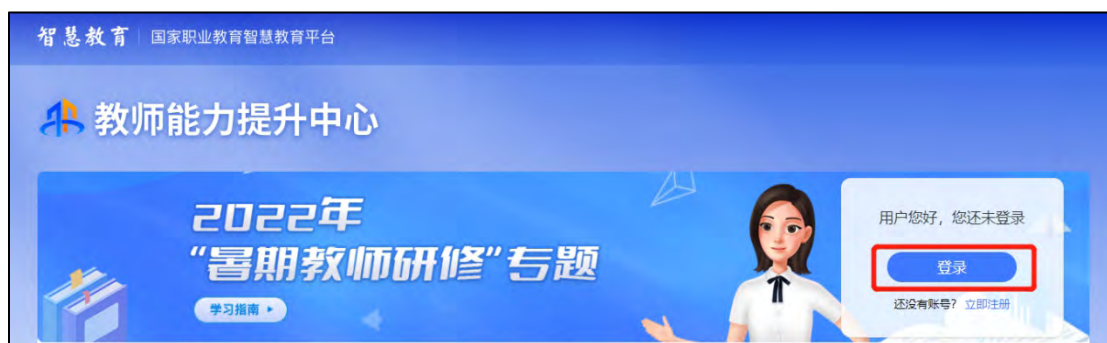 智慧教育 国家职业教育智慧教育平台
教师能力提升中心
2022年
“暑期教师研修”专题
学习指南
用户您好，您还未登录
登录
还没有账号？ 立即注册